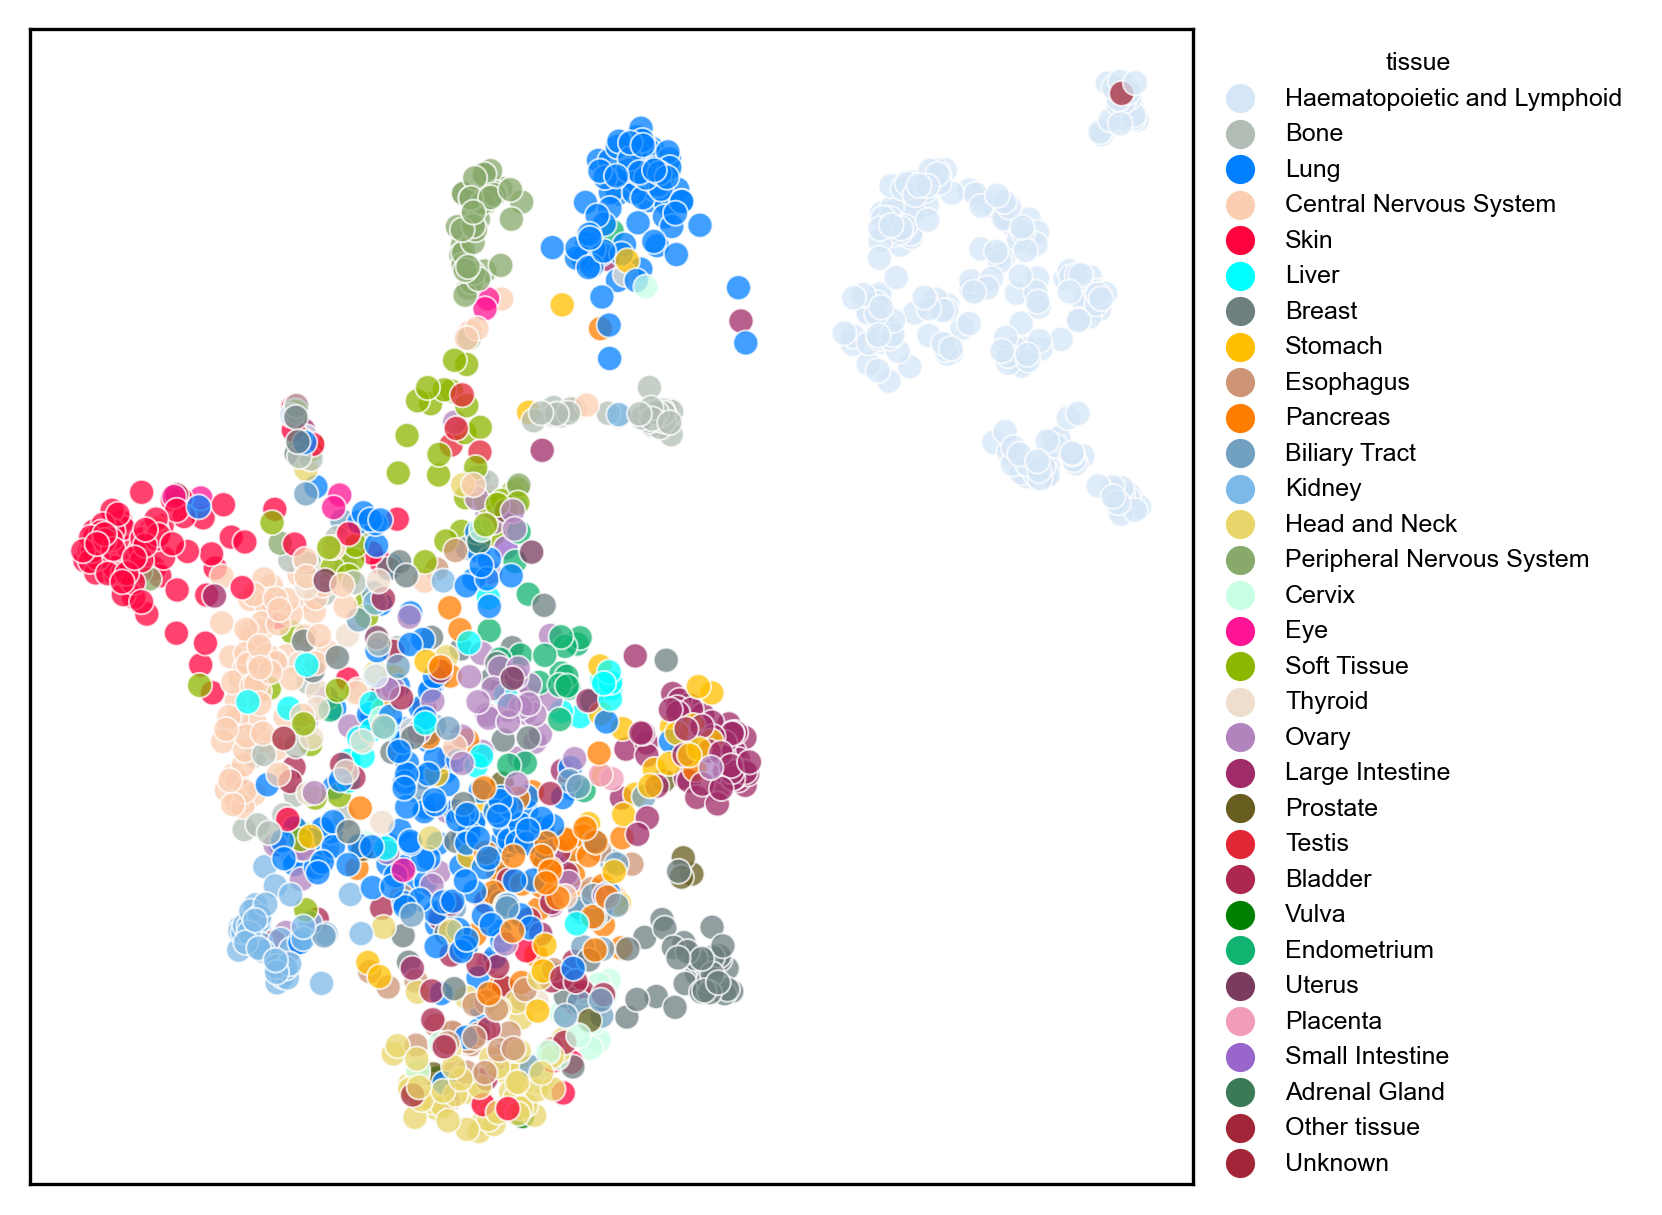 tissue
Haematopoietic and Lymphoid
Bone
Lung
Central Nervous System
Skin
Liver
Breast
Stomach
Esophagus
Pancreas
Biliary Tract
Kidney
Head and Neck
Peripheral Nervous System
Cervix
Eye
Soft Tissue
Thyroid
Ovary
Large Intestine
Prostate
Testis
Bladder
Vulva
Endometrium
Uterus
Placenta
Small Intestine
Adrenal Gland
Other tissue
Unknown